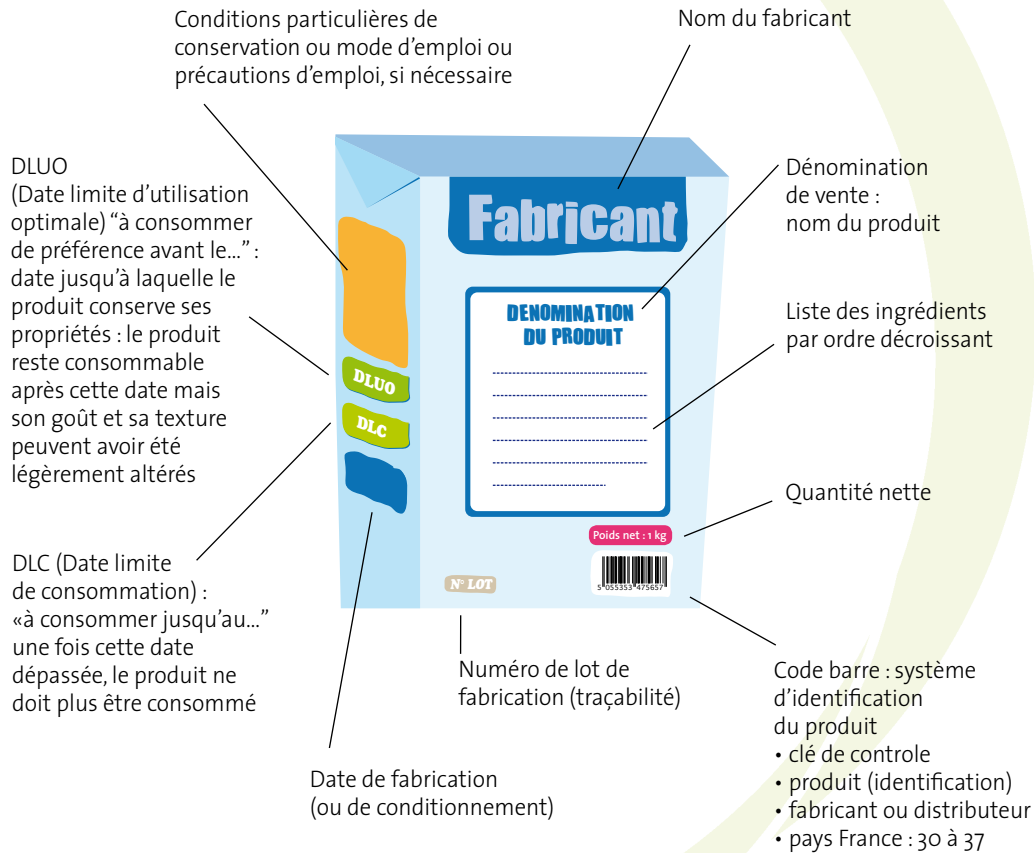 Conditions particulières de
conservation ou mode d'emploi ou
précautions d'emploi, si nécessaire
Nom du fabricant
DLUO
(Date limite d'utilisation
optimale) “à consommer
de préférence avant le...” :
date jusqu'à laquelle le
produit conserve ses
propriétés : le produit
reste consommable
après cette date mais
son goût et sa texture
peuvent avoir été
légèrement altérés
DLC (Date limite
de consommation) :
«à consommer jusqu'au...”
une fois cette date
dépassée, le produit ne
doit plus être consommé
Fabricant
DENOMINATION
DU PRODUIT
DLUO
DLC
Poids net : 1 kg
5 055353 475657
N° LOT
Dénomination
de vente :
nom du produit
Liste des ingrédients
par ordre décroissant
Quantité nette
Numéro de lot de
fabrication (traçabilité)
Date de fabrication
(ou de conditionnement)
Code barre : système
d'identification
du produit
• clé de controle
• produit (identification)
• fabricant ou distributeur
• pays France : 30 à 37